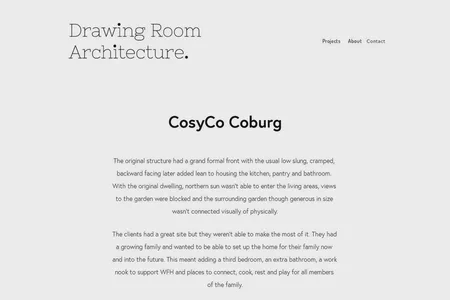 Drawing Room
Architecture.
Projects About Contact
CosyCo Coburg
The original structure had a grand formal front with the usual low slung, cramped,
backward facing later added lean to housing the kitchen, pantry and bathroom.
With the original dwelling, northern sun wasn't able to enter the living areas, views
to the garden were blocked and the surrounding garden though generous in size
wasn't connected visually of physically.
The clients had a great site but they weren't able to make the most of it. They had
a growing family and wanted to be able to set up the home for their family now
and into the future. This meant adding a third bedroom, an extra bathroom, a work
nook to support WFH and places to connect, cook, rest and play for all members
of the family.